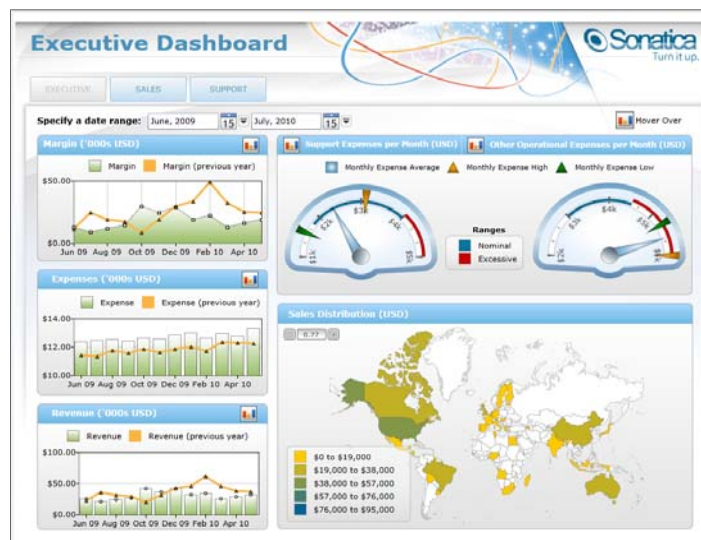 Executive Dashboard
Sonatica
Turn it up.
EXECUTIVE
SALES
SUPPORT
Specify a date range: June, 2009 15 July, 2010 15
Hover Over
Margin ('000s USD)
Margin
Margin (previous year)
$50.00
$0.00
Jun 09 Aug 09 Oct 09 Dec 09 Feb 10 Apr 10
Expenses ('000s USD)
Expense
Expense (previous year)
$14.00
$12.00
$10.00
Jun 09 Aug 09 Oct 09 Dec 09 Feb 10 Apr 10
Revenue ('000s USD)
Revenue
Revenue (previous year)
$100.00
$50.00
$0.00
Jun 09 Aug 09 Oct 09 Dec 09 Feb 10 Apr 10
Support Expenses per Month (USD)
Other Operational Expenses per Month (USD)
Monthly Expense Average
Monthly Expense High
Monthly Expense Low
$1k
$2k
$3k
$4k
$5k
Ranges
Nominal
Excessive
$2k
$3k
$4k
$5k
Sales Distribution (USD)
0.77
$0 to $19,000
$19,000 to $38,000
$38,000 to $57,000
$57,000 to $76,000
$76,000 to $95,000